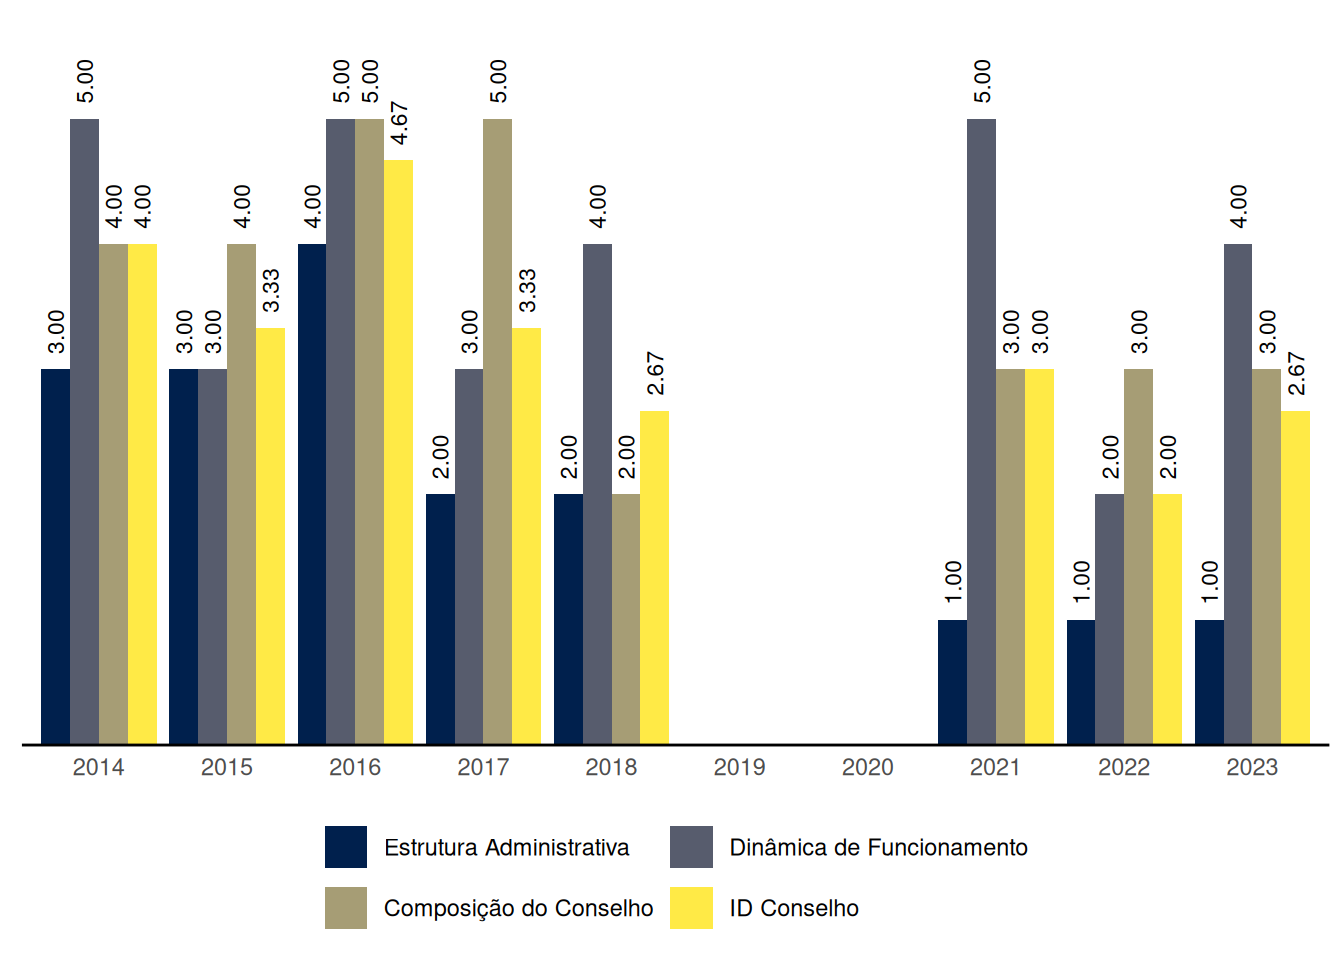 3.00 5.00 4.00 4.00 3.00 3.00 4.00 3.33 4.00 5.00 5.00 4.67 2.00 3.00 5.00 3.33 2.00 4.00 2.00 2.67 1.00 5.00 3.00 3.00 1.00 2.00 3.00 2.00 1.00 4.00 3.00 2.67
2014 2015 2016 2017 2018 2019 2020 2021 2022 2023
Estrutura Administrativa Dinâmica de Funcionamento
Composição do Conselho ID Conselho